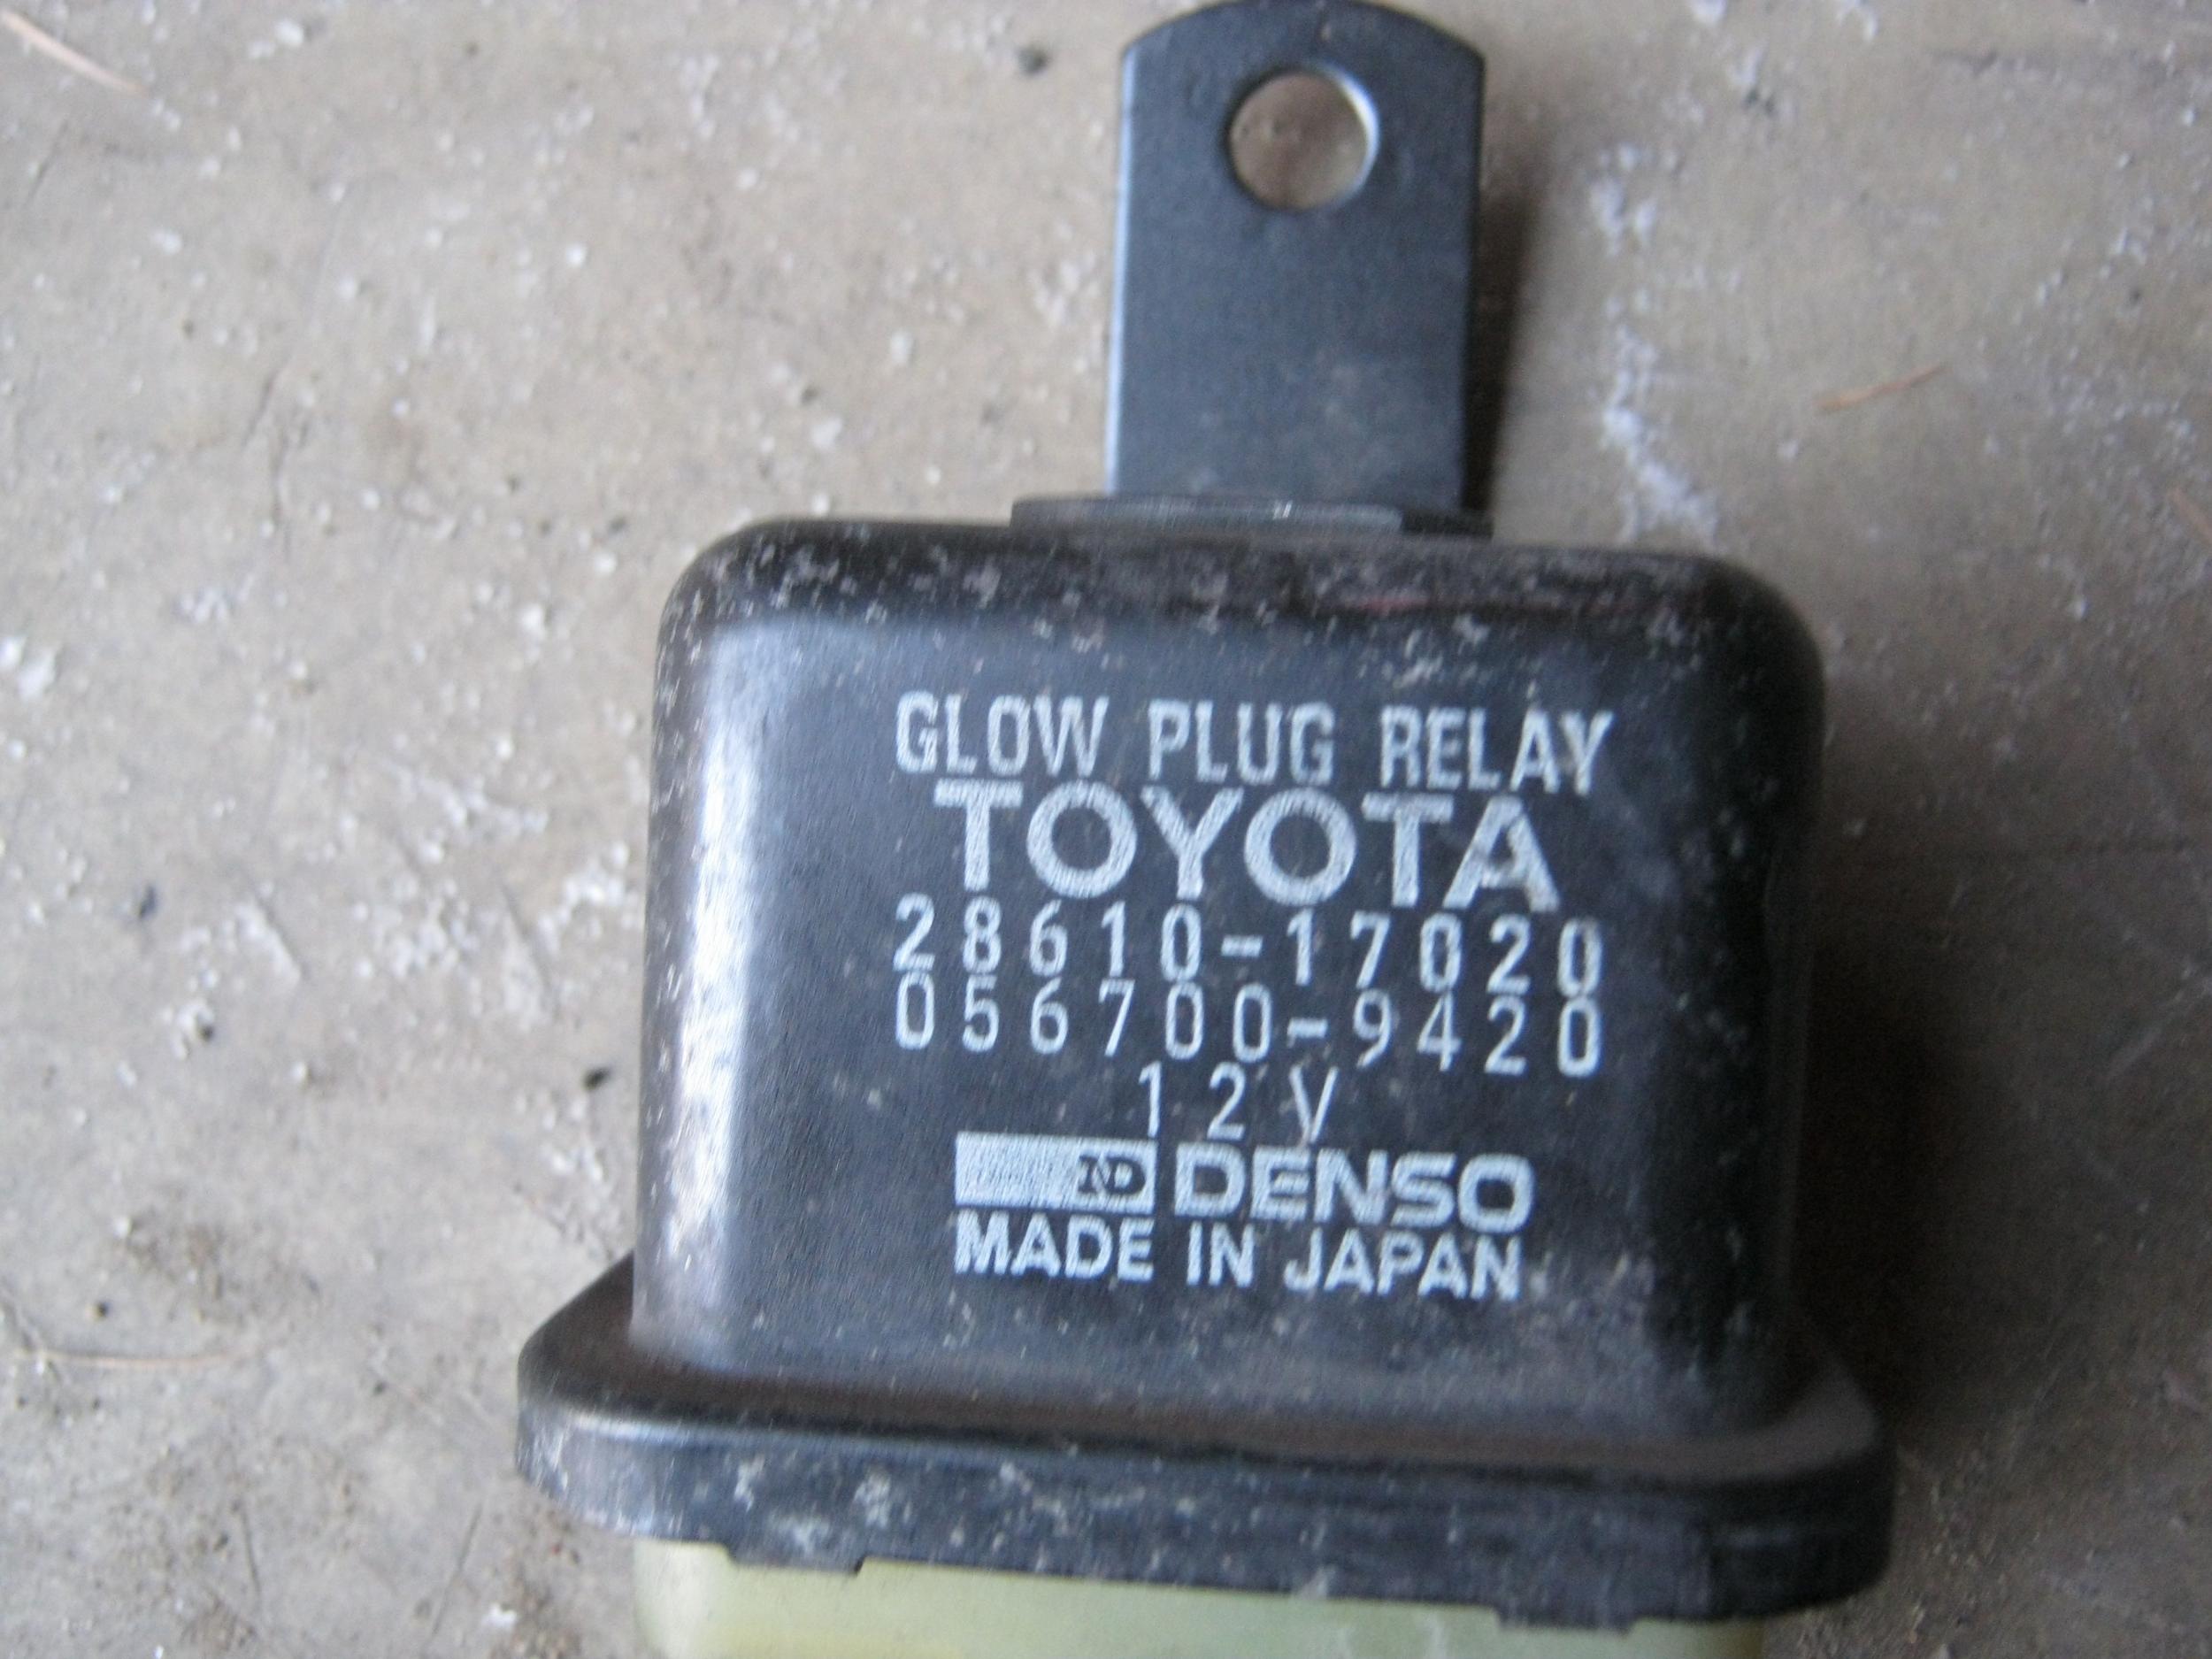 GLOW PLUG RELAY
TOYOTA
28610-17020
056700-9420
12V
ND DENSO
MADE IN JAPAN